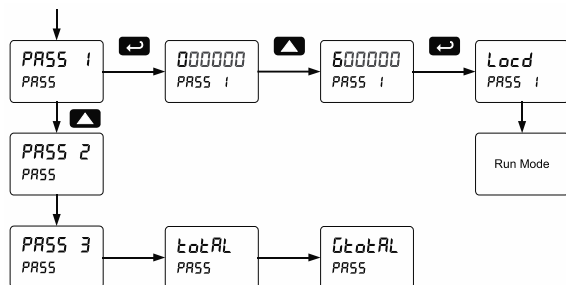 PASS 1
PASS
000000
PASS 1
600000
PASS 1
Locd
PASS 1
PASS 2
PASS
Run Mode
PASS 3
PASS
totAL
PASS
GtotAL
PASS